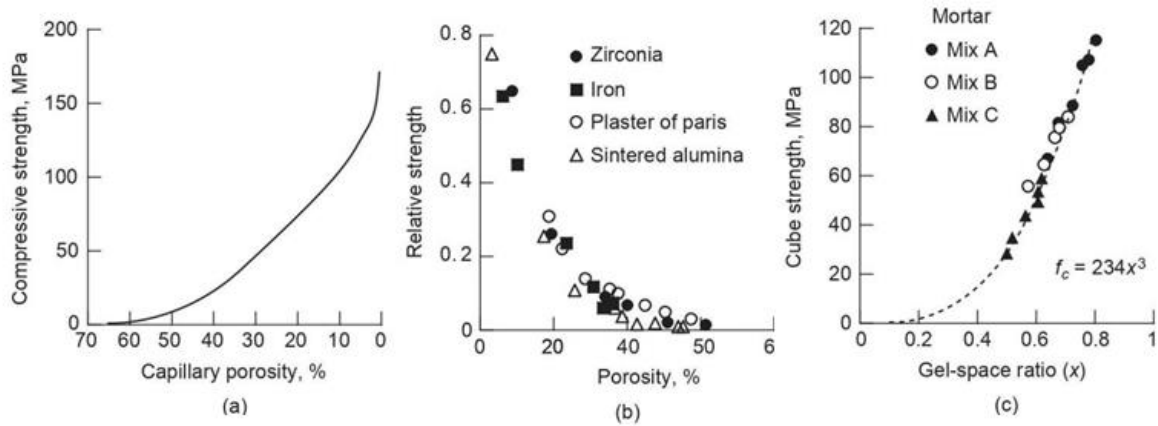 Compressive strength, MPa
200
150
100
50
0
70 60 50 40 30 20 10 0
Capillary porosity, %
(a)
Relative strength
0.8
0.6
0.4
0.2
0
0 20 40 50 6
Porosity, %
Zirconia
Iron
Plaster of paris
Sintered alumina
(b)
Cube strength, MPa
120
100
80
60
40
20
0
0 0.2 0.4 0.6 0.8 1
Gel-space ratio (x)
Mortar
Mix A
Mix B
Mix C
f_c = 234x³
(c)